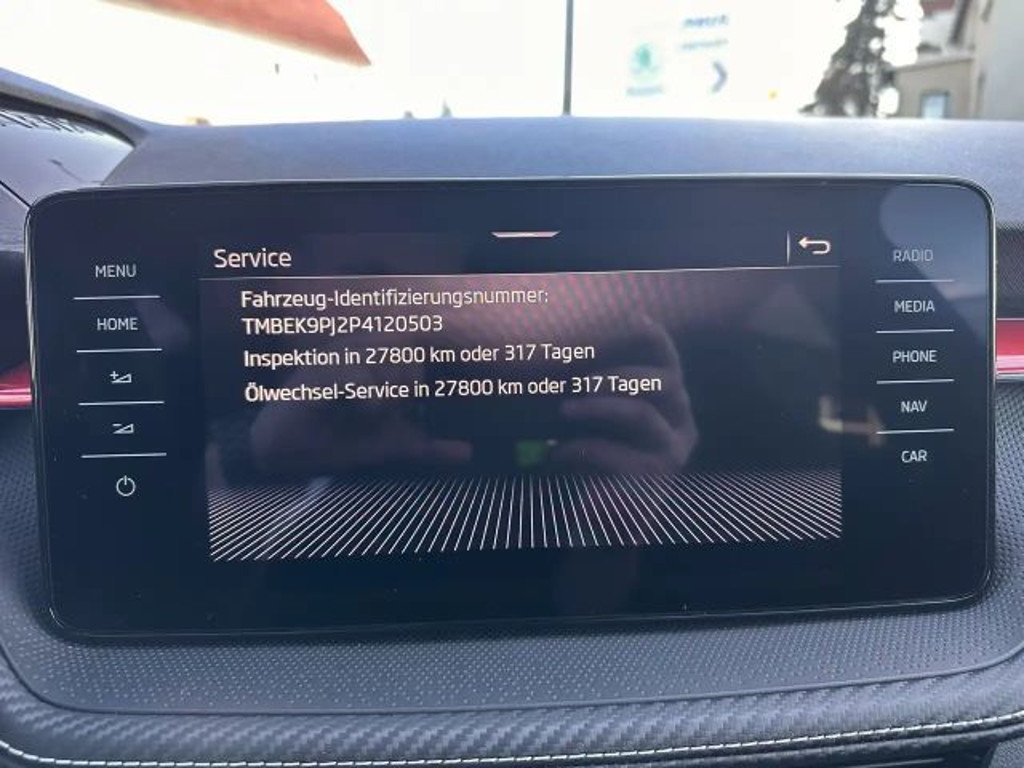 Service
Fahrzeug-Identifizierungsnummer:
TMBEK9PJ2P4120503
Inspektion in 27800 km oder 317 Tagen
Ölwechsel-Service in 27800 km oder 317 Tagen
MENU
HOME
RADIO
MEDIA
PHONE
NAV
CAR